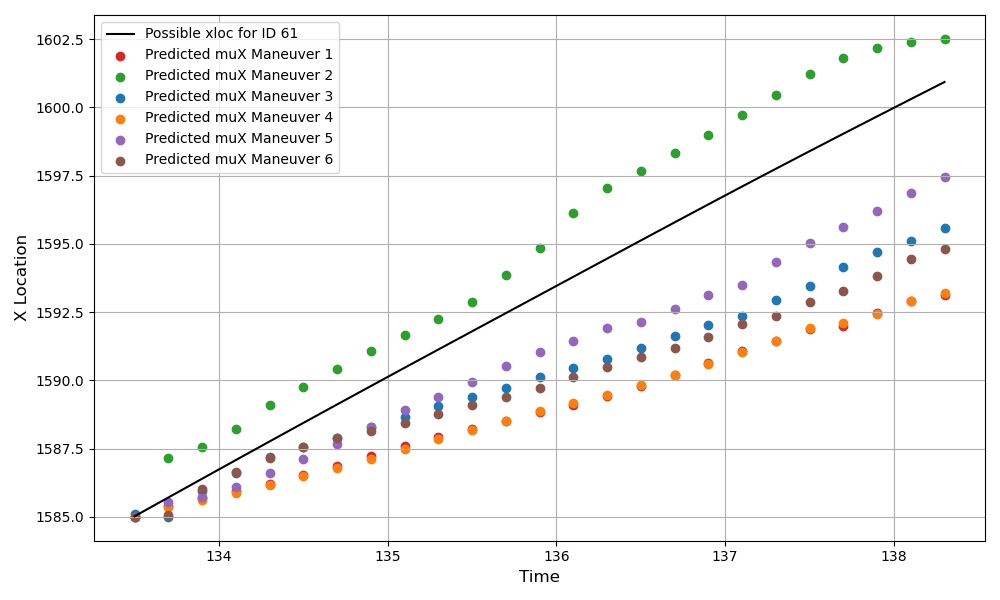 1602.5
1600.0
1597.5
1595.0
1592.5
1590.0
1587.5
1585.0
X Location
Possible xloc for ID 61
Predicted muX Maneuver 1
Predicted muX Maneuver 2
Predicted muX Maneuver 3
Predicted muX Maneuver 4
Predicted muX Maneuver 5
Predicted muX Maneuver 6
134 135 136 137 138
Time